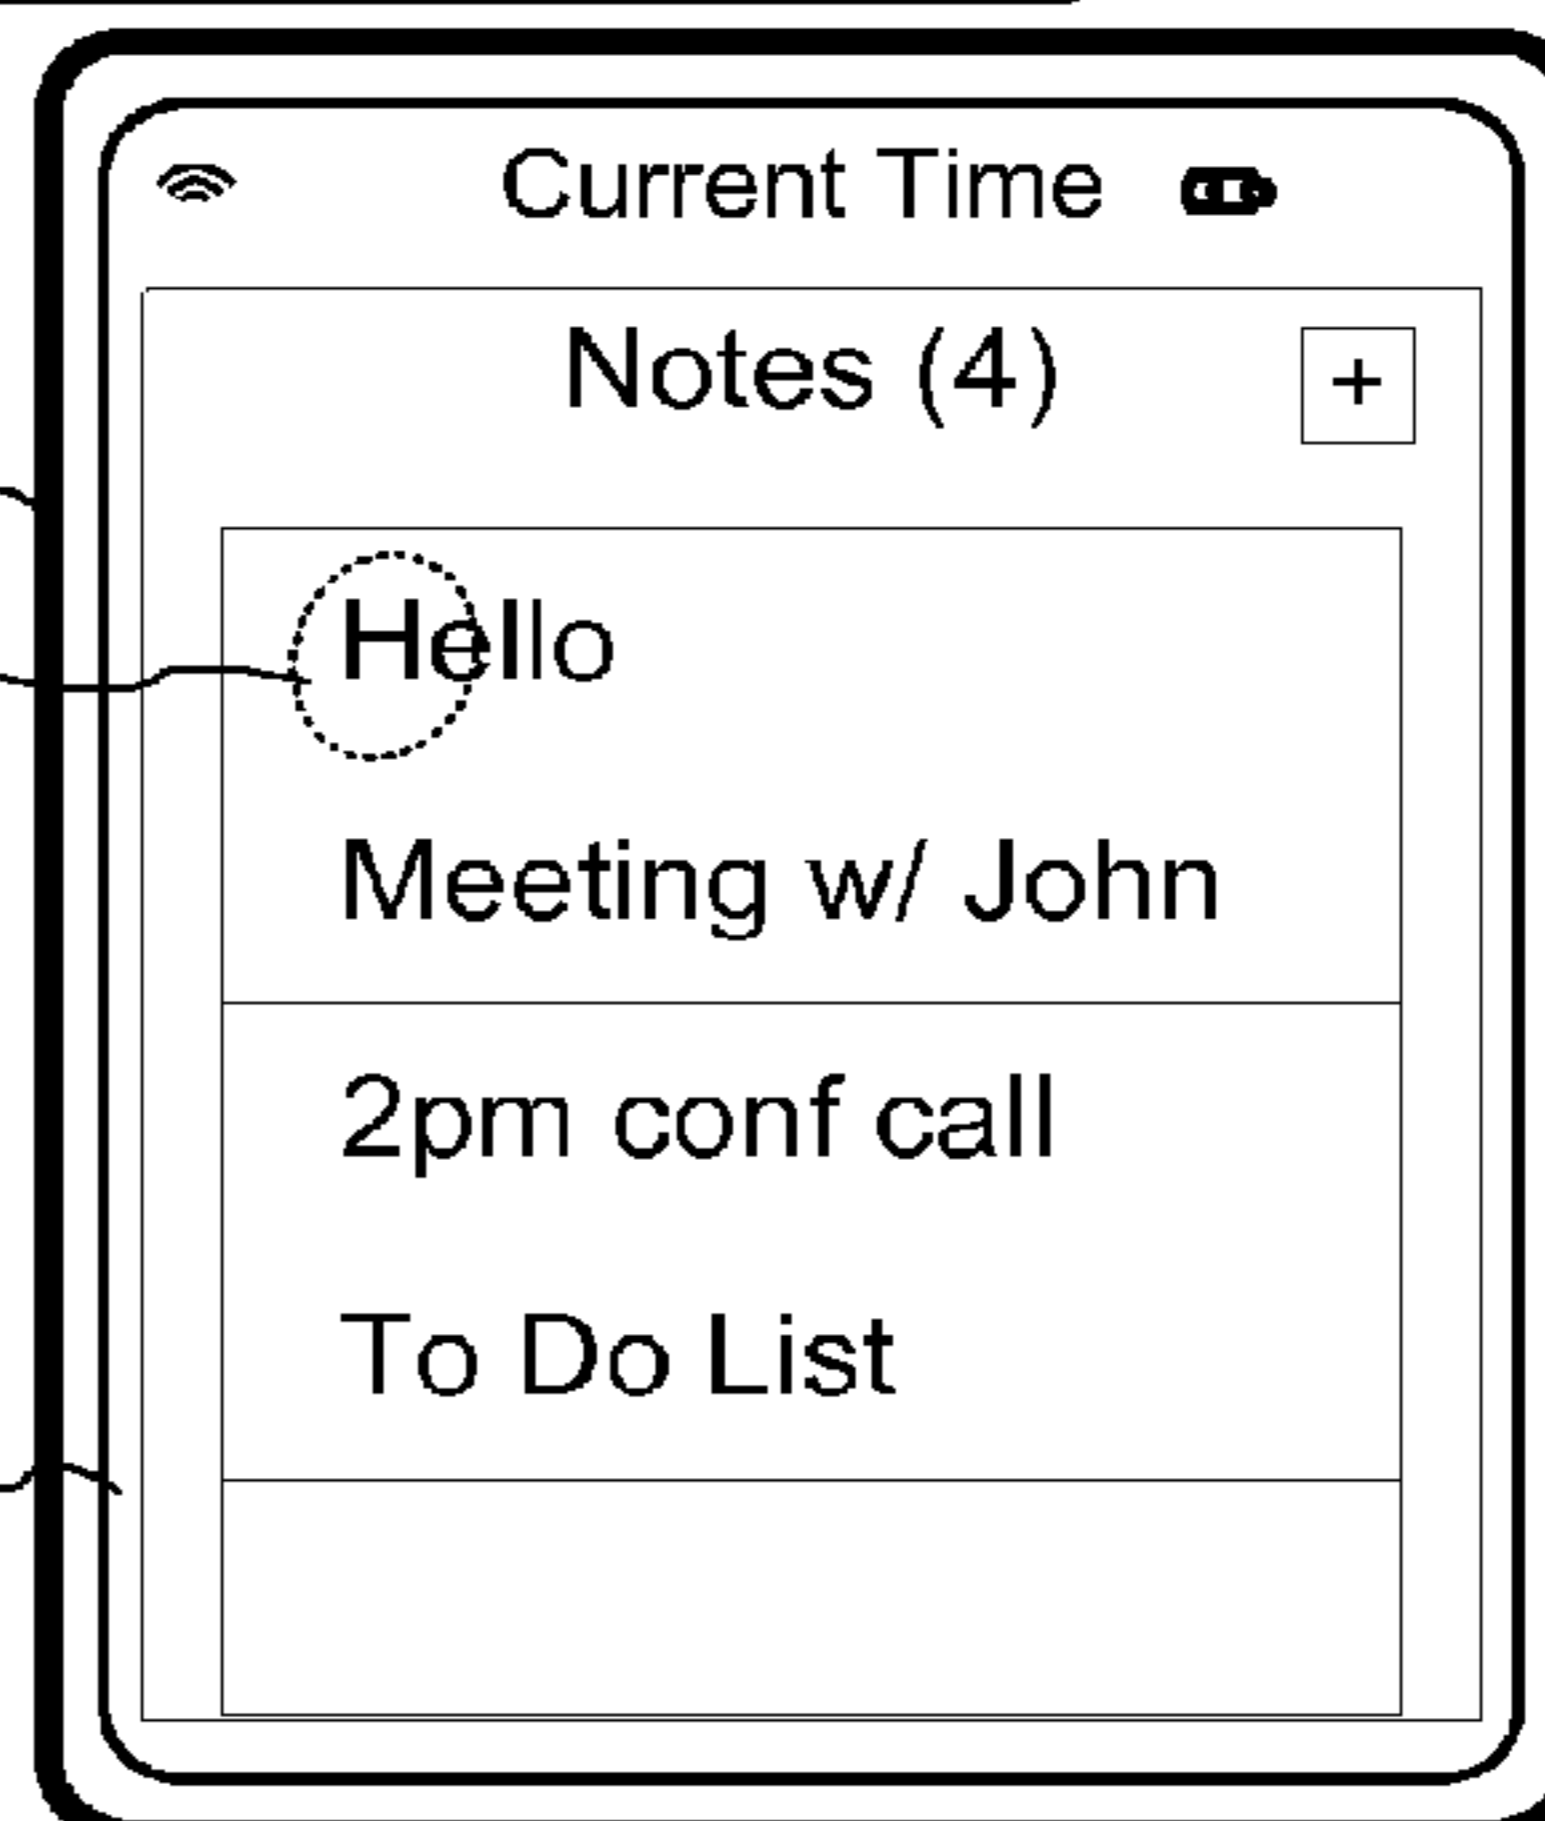 Current Time
Notes (4)
+
Hello
Meeting w/ John
2pm conf call
To Do List